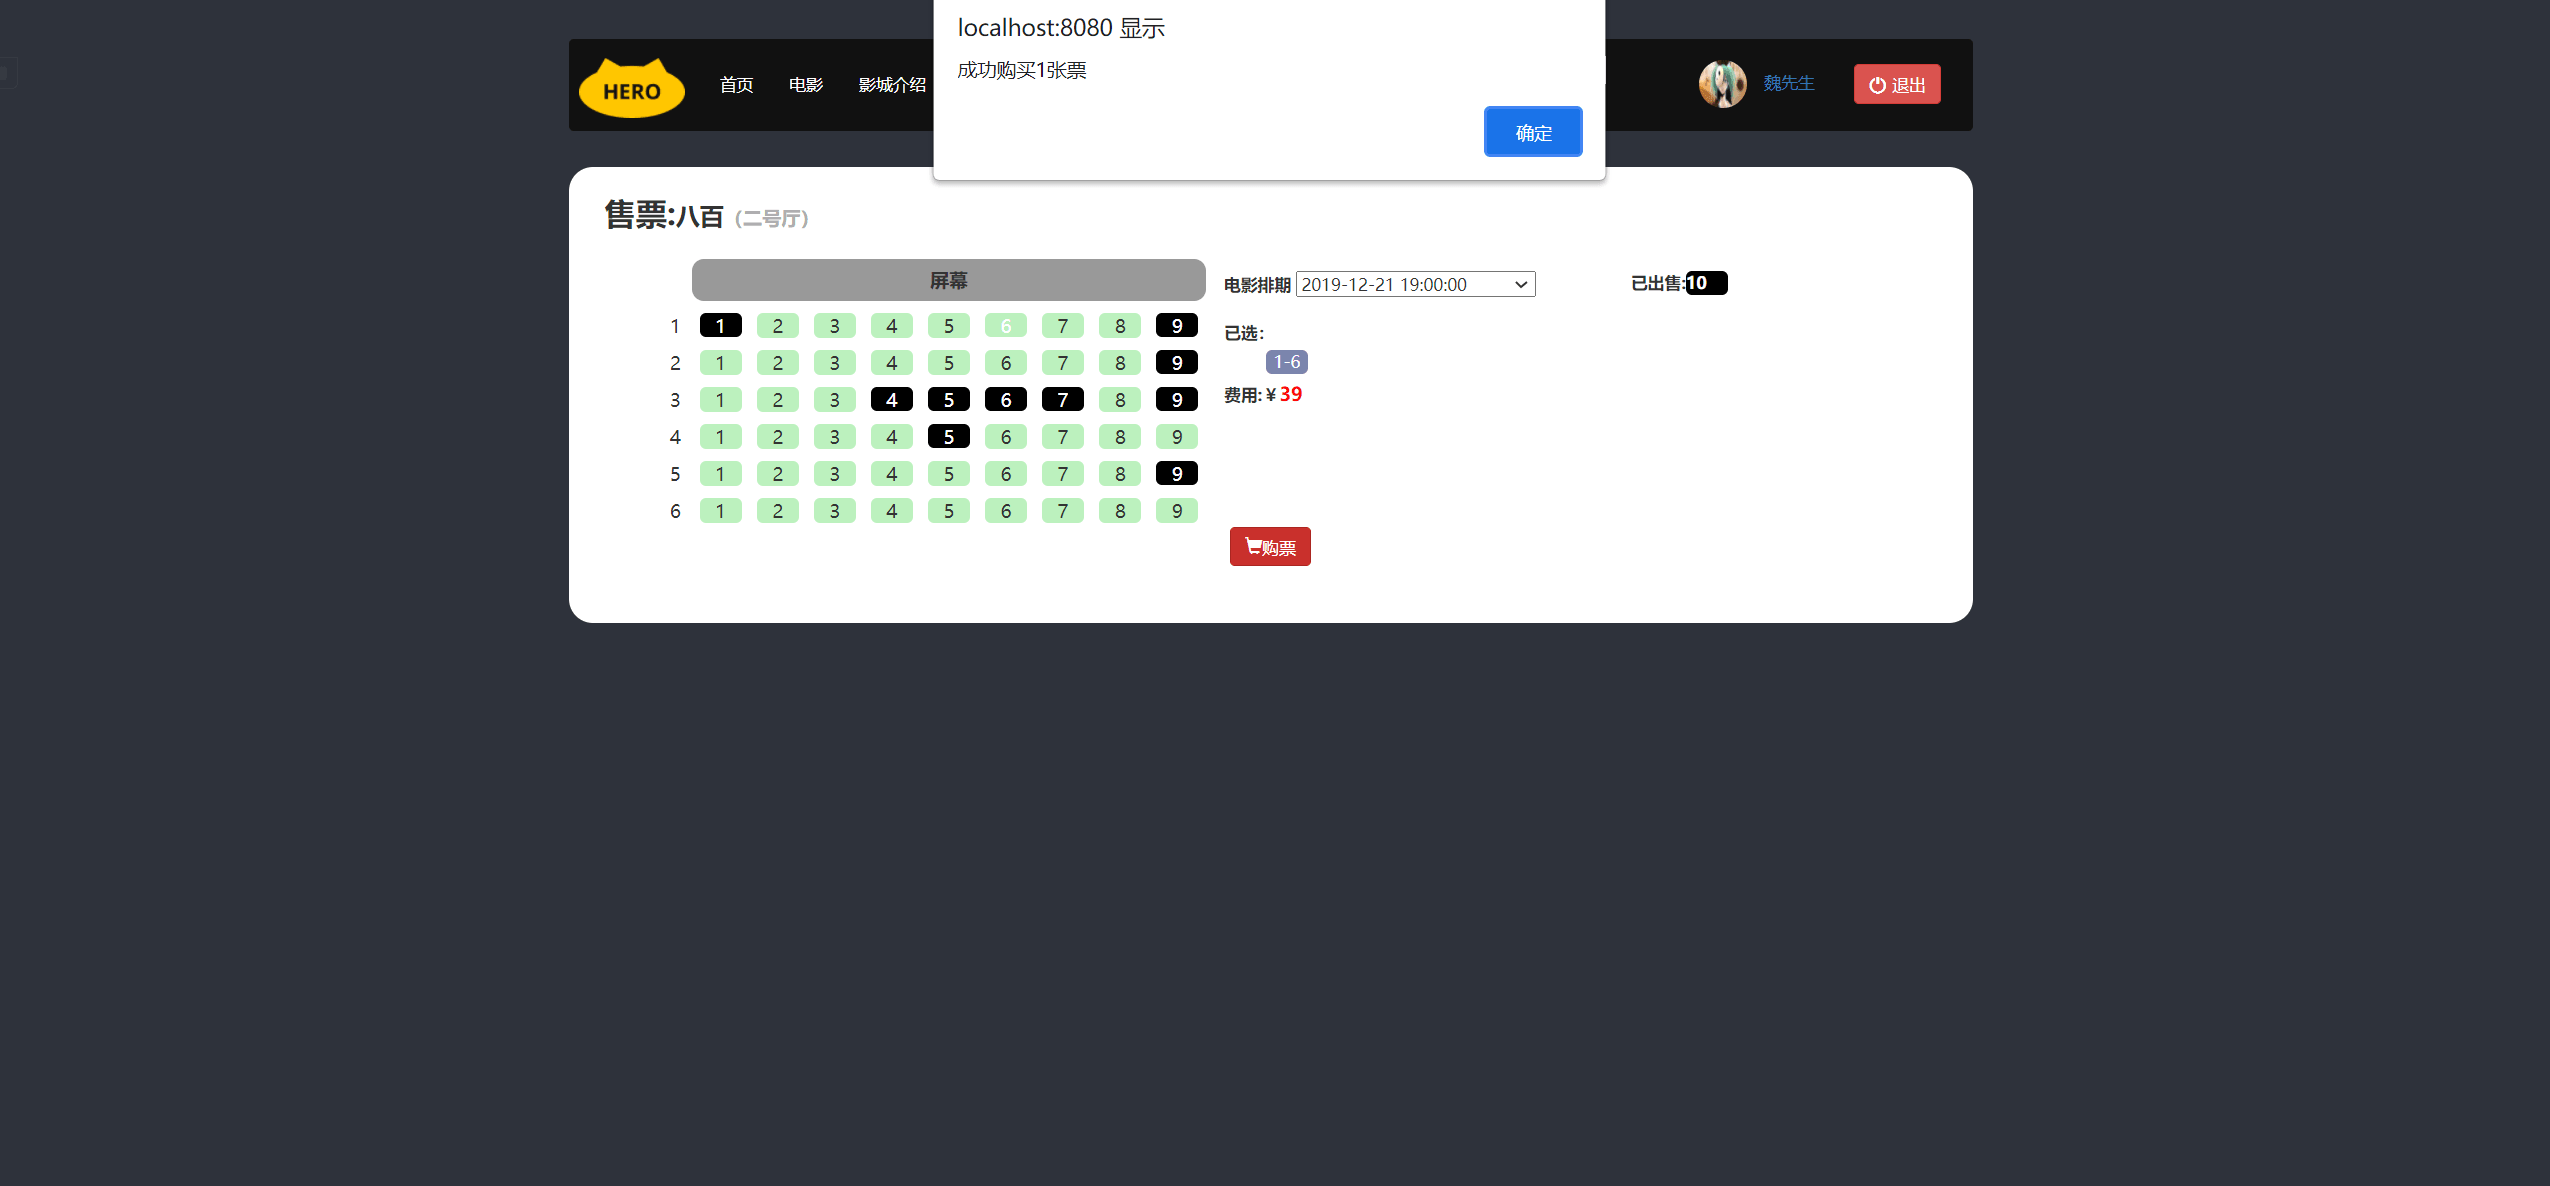 localhost:8080 显示
成功购买1张票
确定
HERO 首页 电影 影城介绍 魏先生 退出
售票:八百 (二号厅)
屏幕
电影排期 2019-12-21 19:00:00 已出售:10
1 1 2 3 4 5 6 7 8 9
已选:
2 1 2 3 4 5 6 7 8 9
1-6
3 1 2 3 4 5 6 7 8 9
费用: ¥ 39
4 1 2 3 4 5 6 7 8 9
5 1 2 3 4 5 6 7 8 9
6 1 2 3 4 5 6 7 8 9
购票